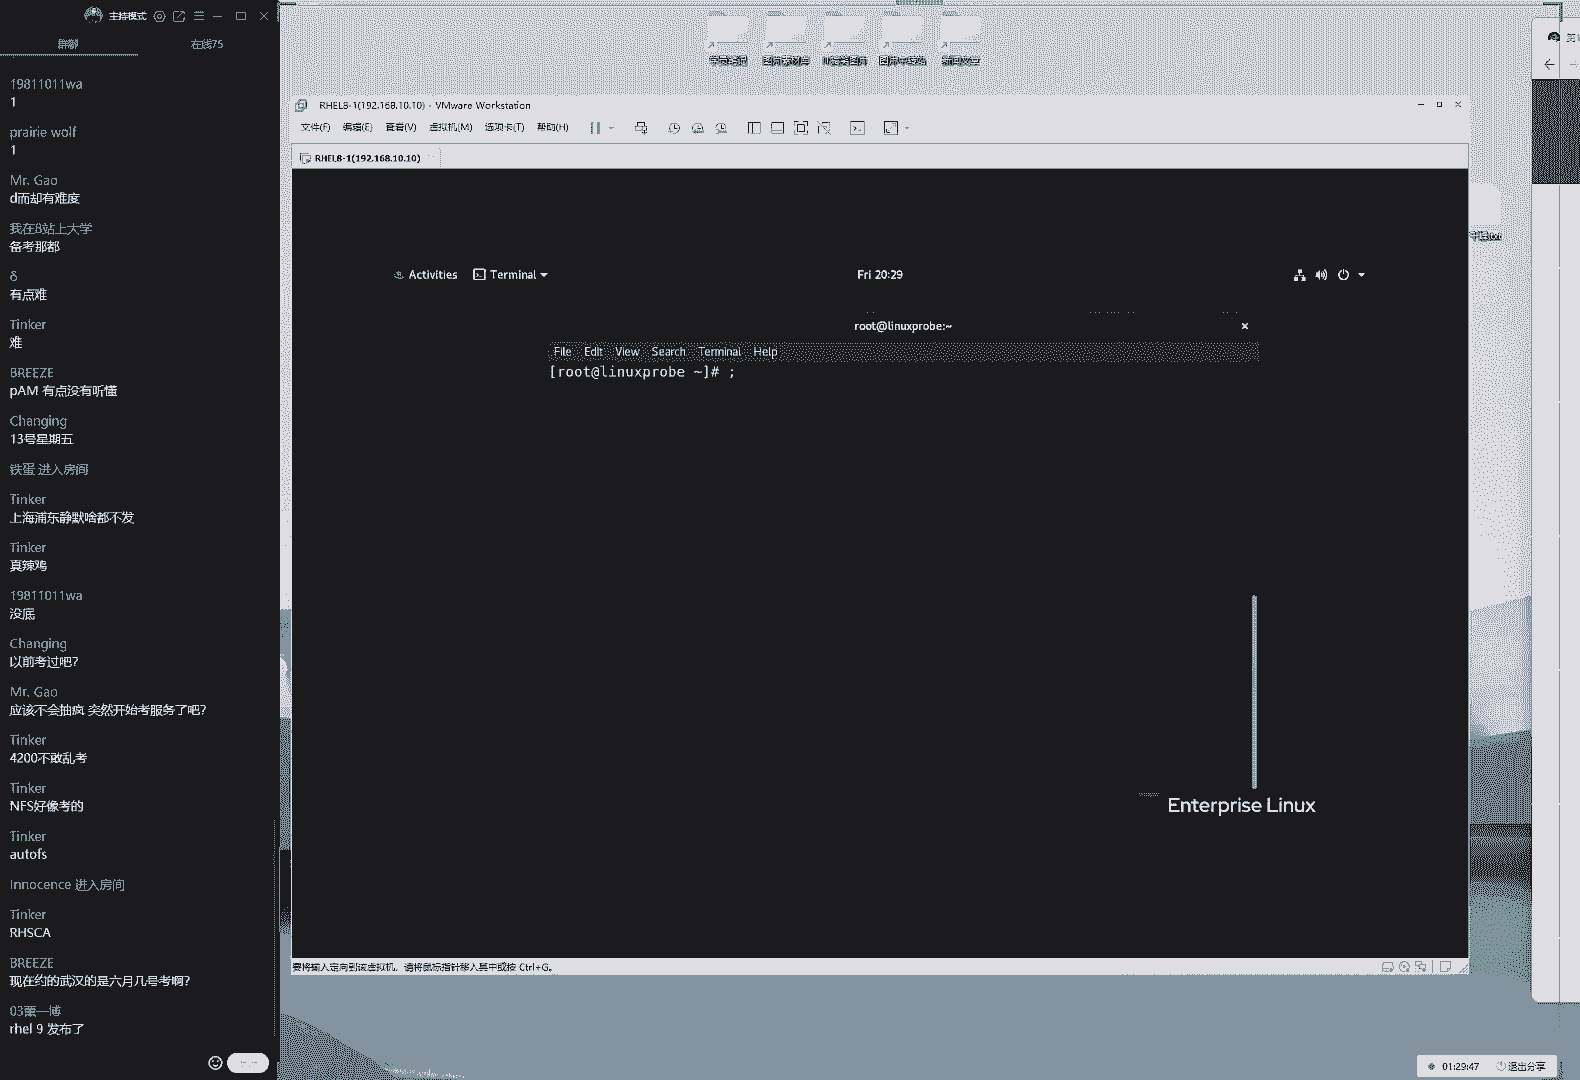 主持模式
群聊
在线75
19811011wa
1
prairie wolf
1
Mr. Gao
d而却有难度
我在B站上大学
备考那都
δ
有点难
Tinker
难
BREEZE
pAM 有点没有听懂
Changing
13号星期五
铁蛋 进入房间
Tinker
上海浦东静默啥都不发
Tinker
真辣鸡
19811011wa
没底
Changing
以前考过吧?
Mr. Gao
应该不会抽疯 突然开始考服务了吧?
Tinker
4200不敢乱考
Tinker
NFS好像考的
Tinker
autofs
Innocence 进入房间
Tinker
RHSCA
BREEZE
现在约的武汉的是六月几号考啊?
rhel 9 发布了
RHEL8-1(192.168.10.10) - VMware Workstation
文件(F) 编辑(E) 查看(V) 虚拟机(M) 选项卡(T) 帮助(H)
RHEL8-1(192.168.10.10)
Activities Terminal
Fri 20:29
root@linuxprobe:~
File Edit View Search Terminal Help
[root@linuxprobe ~]# ;
Enterprise Linux
要将输入定向到该虚拟机，请将鼠标指针移入其中或按 Ctrl+G。
01:29:47 退出分享